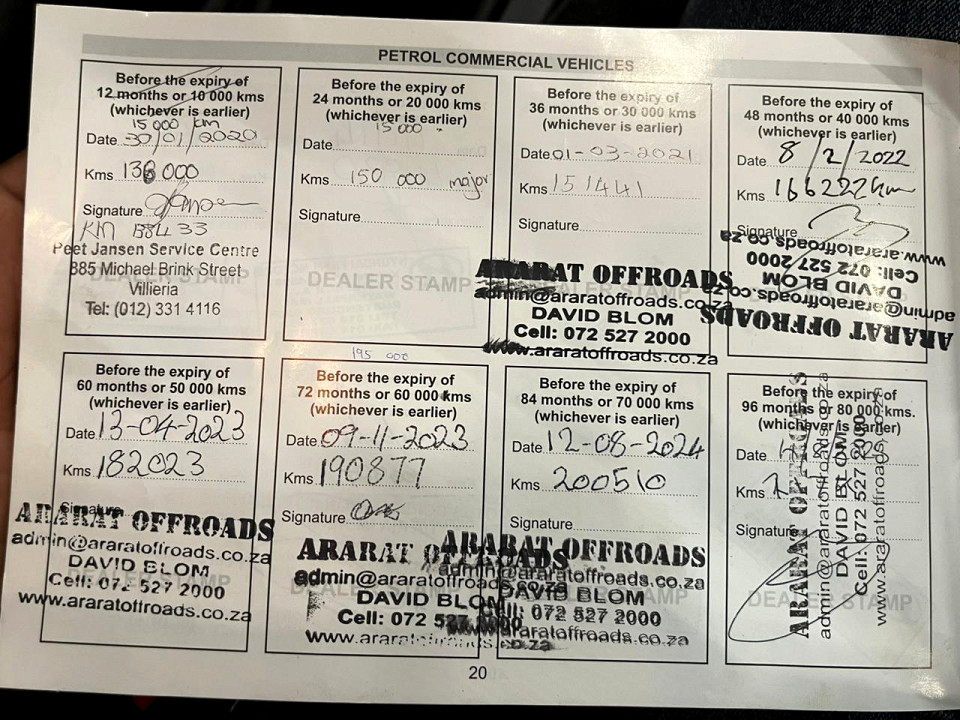 PETROL COMMERCIAL VEHICLES
Before the expiry of
12 months or 10 000 kms
(whichever is earlier)
15 000 km
Date 30/01/2020
Kms 138 000
Signature
KM 138433
Peet Jansen Service Centre
885 Michael Brink Street
Villieria
Tel: (012) 331 4116
Before the expiry of
24 months or 20 000 kms
(whichever is earlier)
15 000
Date
Kms 150 000 major
Signature
DEALER STAMP
Before the expiry of
36 months or 30 000 kms
(whichever is earlier)
Date 01-03-2021
Kms 151441
Signature
ARARAT OFFROADS
admin@araratoffroads.co.za
DAVID BLOM
Cell: 072 527 2000
www.araratoffroads.co.za
Before the expiry of
48 months or 40 000 kms
(whichever is earlier)
Date 8/2/2022
Kms 166222km
Signature
ARARAT OFFROADS
admin@araratoffroads.co.za
DAVID BLOM
Cell: 072 527 2000
www.araratoffroads.co.za
Before the expiry of
60 months or 50 000 kms
(whichever is earlier)
Date 13-04-2023
Kms 182023
Signature
ARARAT OFFROADS
admin@araratoffroads.co.za
DAVID BLOM
Cell: 072 527 2000
www.araratoffroads.co.za
195 000
Before the expiry of
72 months or 60 000 kms
(whichever is earlier)
Date 09-11-2023
Kms 190877
Signature
ARARAT OFFROADS
admin@araratoffroads.co.za
DAVID BLOM
Cell: 072 527 2000
www.araratoffroads.co.za
Before the expiry of
84 months or 70 000 kms
(whichever is earlier)
Date 12-08-2024
Kms 200510
Signature
ARARAT OFFROADS
admin@araratoffroads.co.za
DAVID BLOM
Cell: 072 527 2000
www.araratoffroads.co.za
Before the expiry of
96 months or 80 000 kms.
(whichever is earlier)
Date
Kms
Signature
DEALER STAMP
ARARAT OFFROADS
admin@araratoffroads.co.za
DAVID BLOM
Cell: 072 527 2000
www.araratoffroads.co.za
20